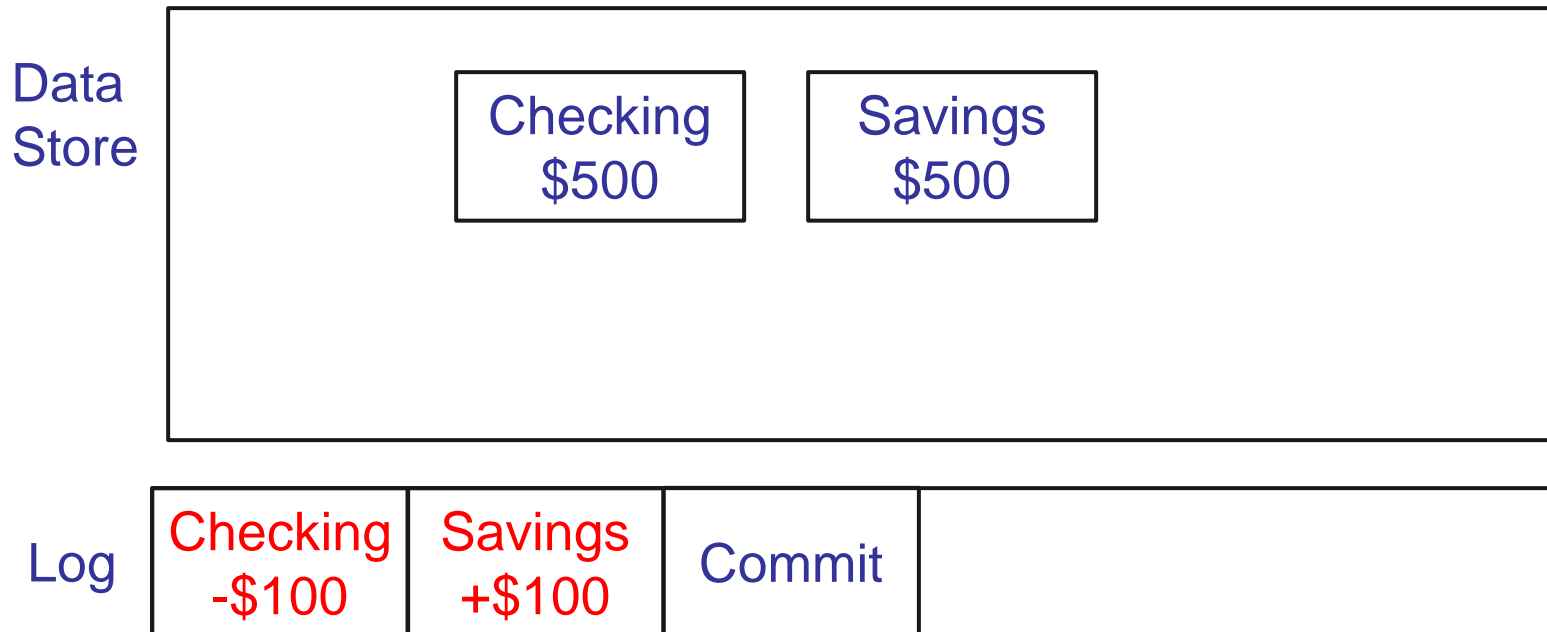 Data
Store
Checking
$500
Savings
$500
Log
Checking
-$100
Savings
+$100
Commit